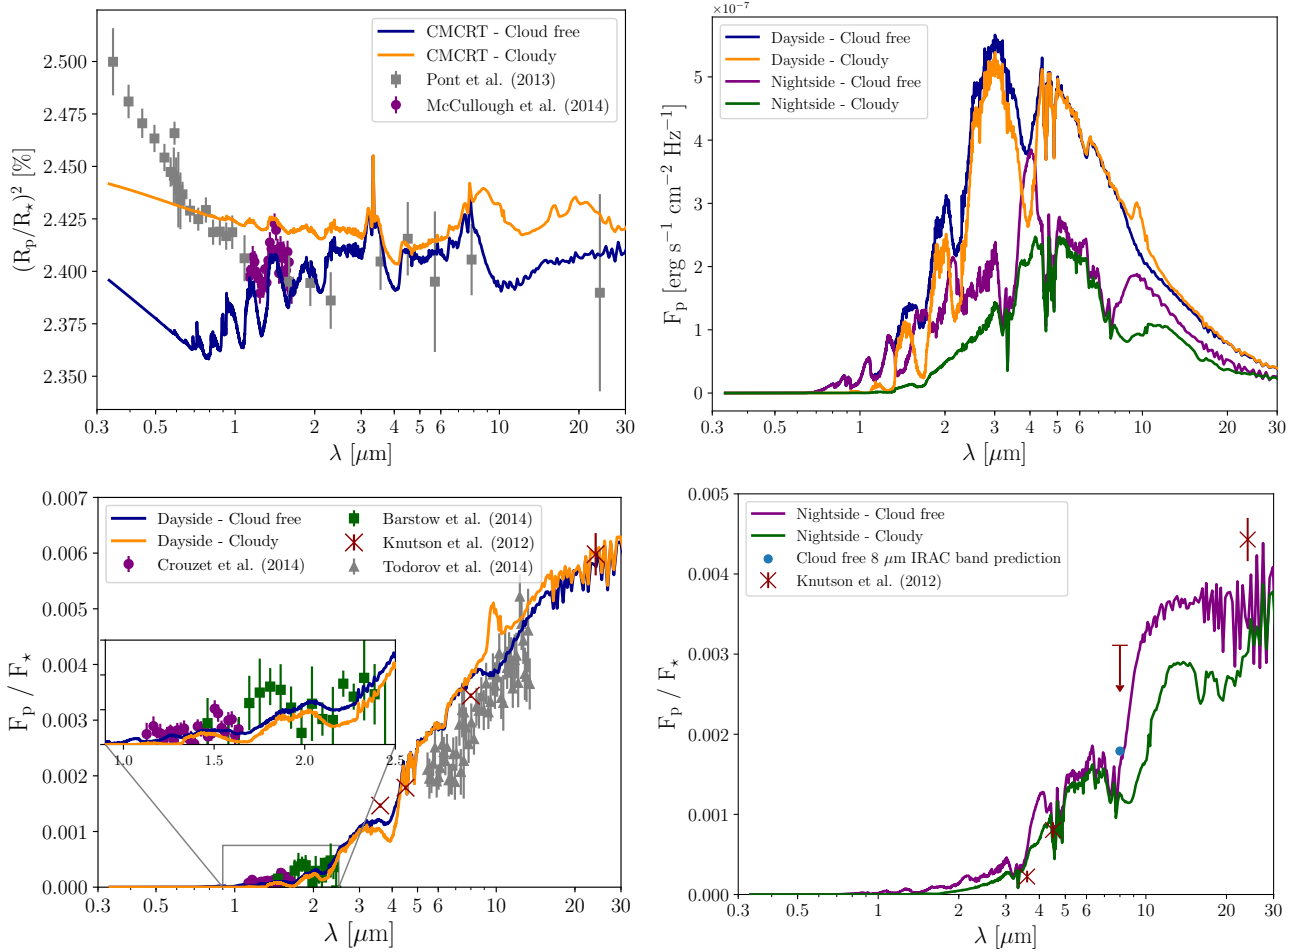 CMCRT - Cloud free
CMCRT - Cloudy
Pont et al. (2013)
McCullough et al. (2014)
2.500
2.475
2.450
2.425
2.400
2.375
2.350
(R_p/R_⋆)² [%]
0.3 0.5 1 2 3 4 5 6 10 20 30
λ [μm]
×10⁻⁷
Dayside - Cloud free
Dayside - Cloudy
Nightside - Cloud free
Nightside - Cloudy
5
4
3
2
1
0
F_p [erg s⁻¹ cm⁻² Hz⁻¹]
0.3 0.5 1 2 3 4 5 6 10 20 30
λ [μm]
0.007
0.006
0.005
0.004
0.003
0.002
0.001
0.000
F_p / F_⋆
Dayside - Cloud free
Dayside - Cloudy
Crouzet et al. (2014)
Barstow et al. (2014)
Knutson et al. (2012)
Todorov et al. (2014)
1.0 1.5 2.0 2.5
0.3 0.5 1 2 3 4 5 6 10 20 30
λ [μm]
0.005
0.004
0.003
0.002
0.001
0.000
F_p / F_⋆
Nightside - Cloud free
Nightside - Cloudy
Cloud free 8 μm IRAC band prediction
Knutson et al. (2012)
0.3 0.5 1 2 3 4 5 6 10 20 30
λ [μm]